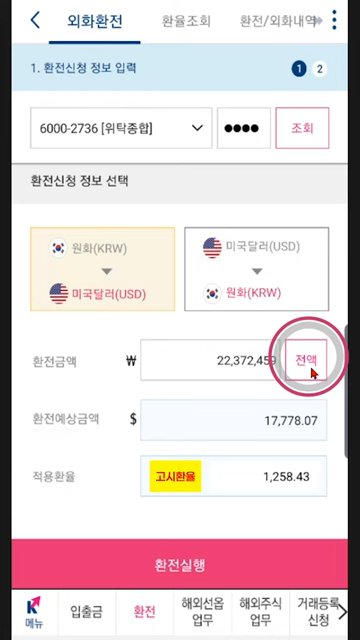 외화환전 환율조회 환전/외화내역
1. 환전신청 정보 입력 1 2
6000-2736 [위탁종합] ●●●● 조회
환전신청 정보 선택
원화(KRW) 미국달러(USD)
미국달러(USD) 원화(KRW)
환전금액 ₩ 22,372,459 전액
환전예상금액 $ 17,778.07
적용환율 고시환율 1,258.43
환전실행
K 메뉴 입출금 환전 해외선옵 업무 해외주식 업무 거래등록 신청